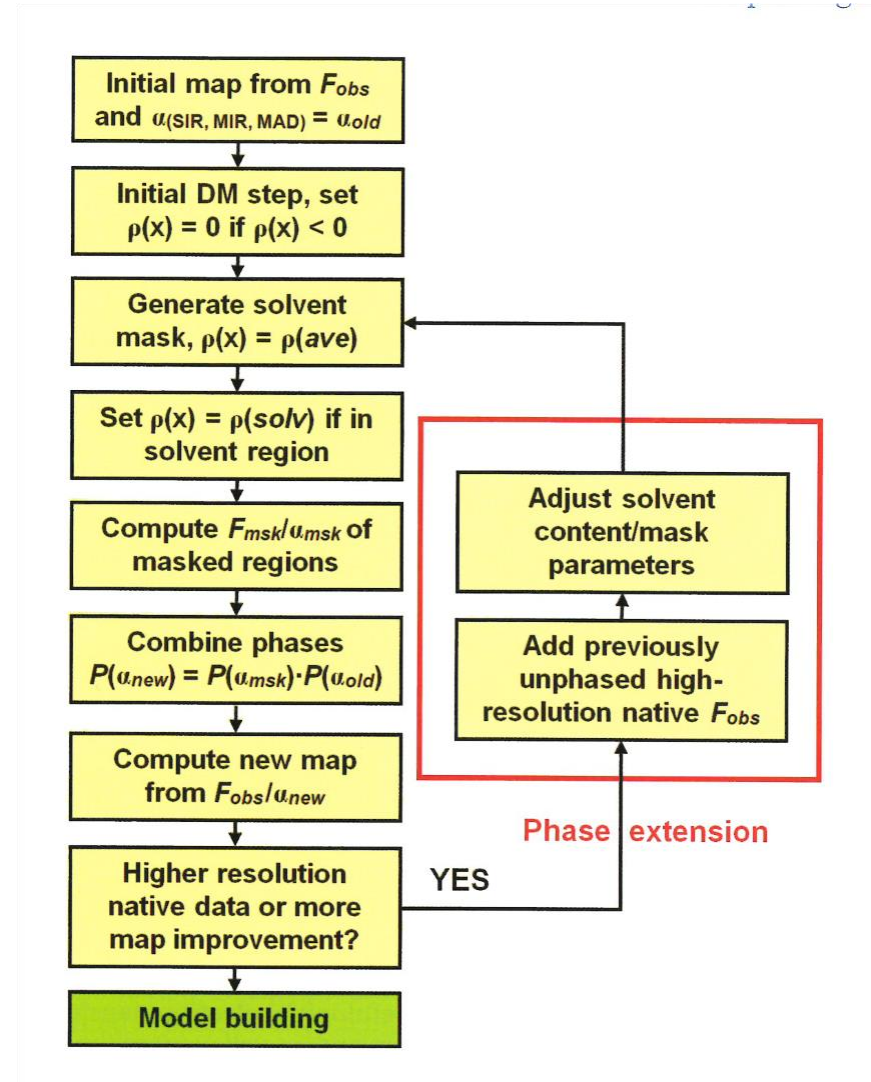 Initial map from Fobs
and α(SIR, MIR, MAD) = αold
Initial DM step, set
ρ(x) = 0 if ρ(x) < 0
Generate solvent
mask, ρ(x) = ρ(ave)
Set ρ(x) = ρ(solv) if in
solvent region
Compute Fmsk/αmsk of
masked regions
Combine phases
P(αnew) = P(αmsk)·P(αold)
Compute new map
from Fobs/αnew
Higher resolution
native data or more
map improvement?
YES
Model building
Adjust solvent
content/mask
parameters
Add previously
unphased high-
resolution native Fobs
Phase extension